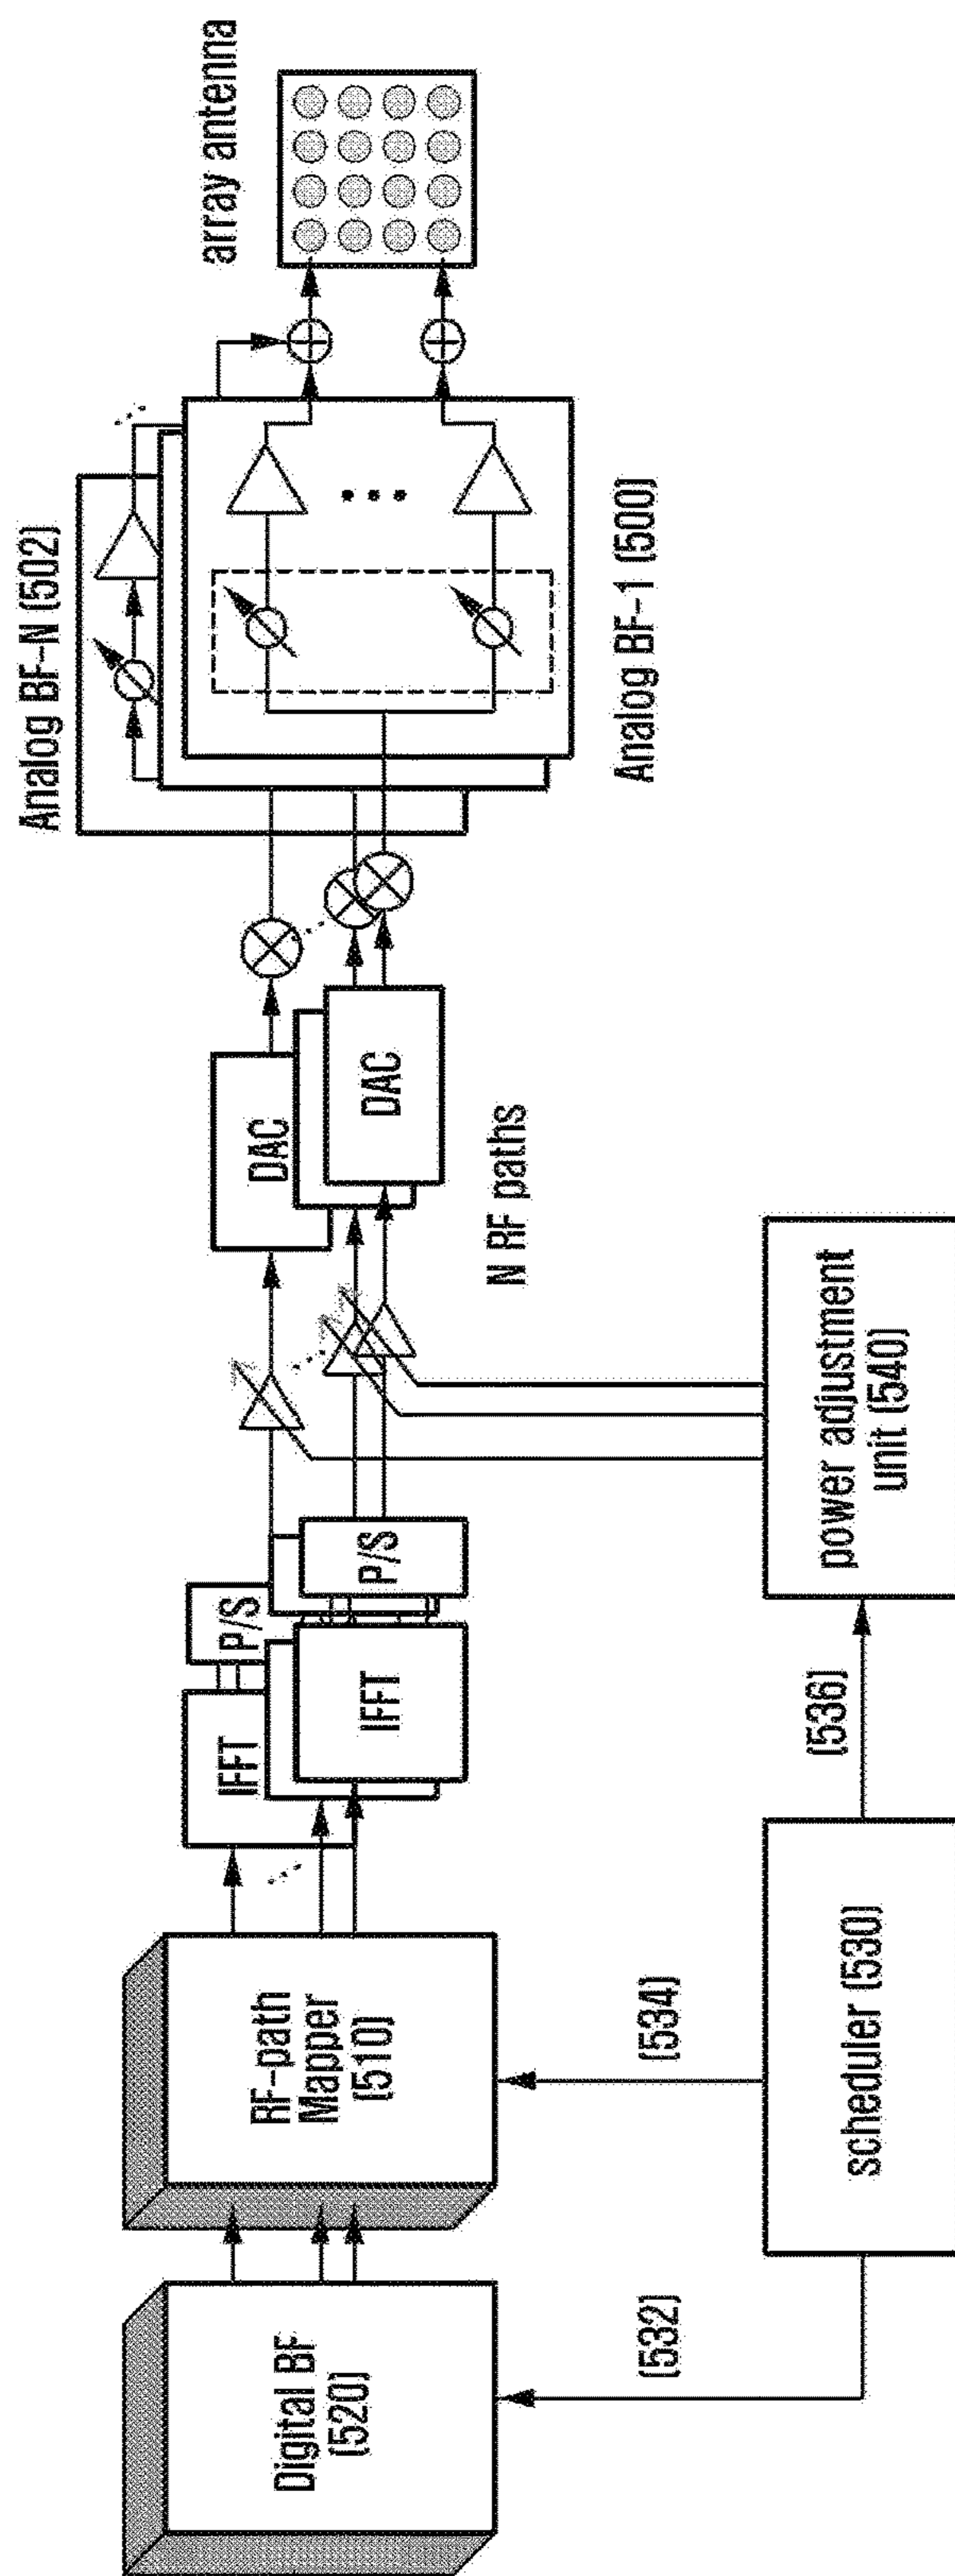 Digital BF
(520)
RF-path
Mapper
(510)
IFFT
IFFT
P/S
P/S
DAC
DAC
N RF paths
Analog BF-N (502)
Analog BF-1 (500)
array antenna
(532)
(534)
scheduler (530)
(536)
power adjustment
unit (540)